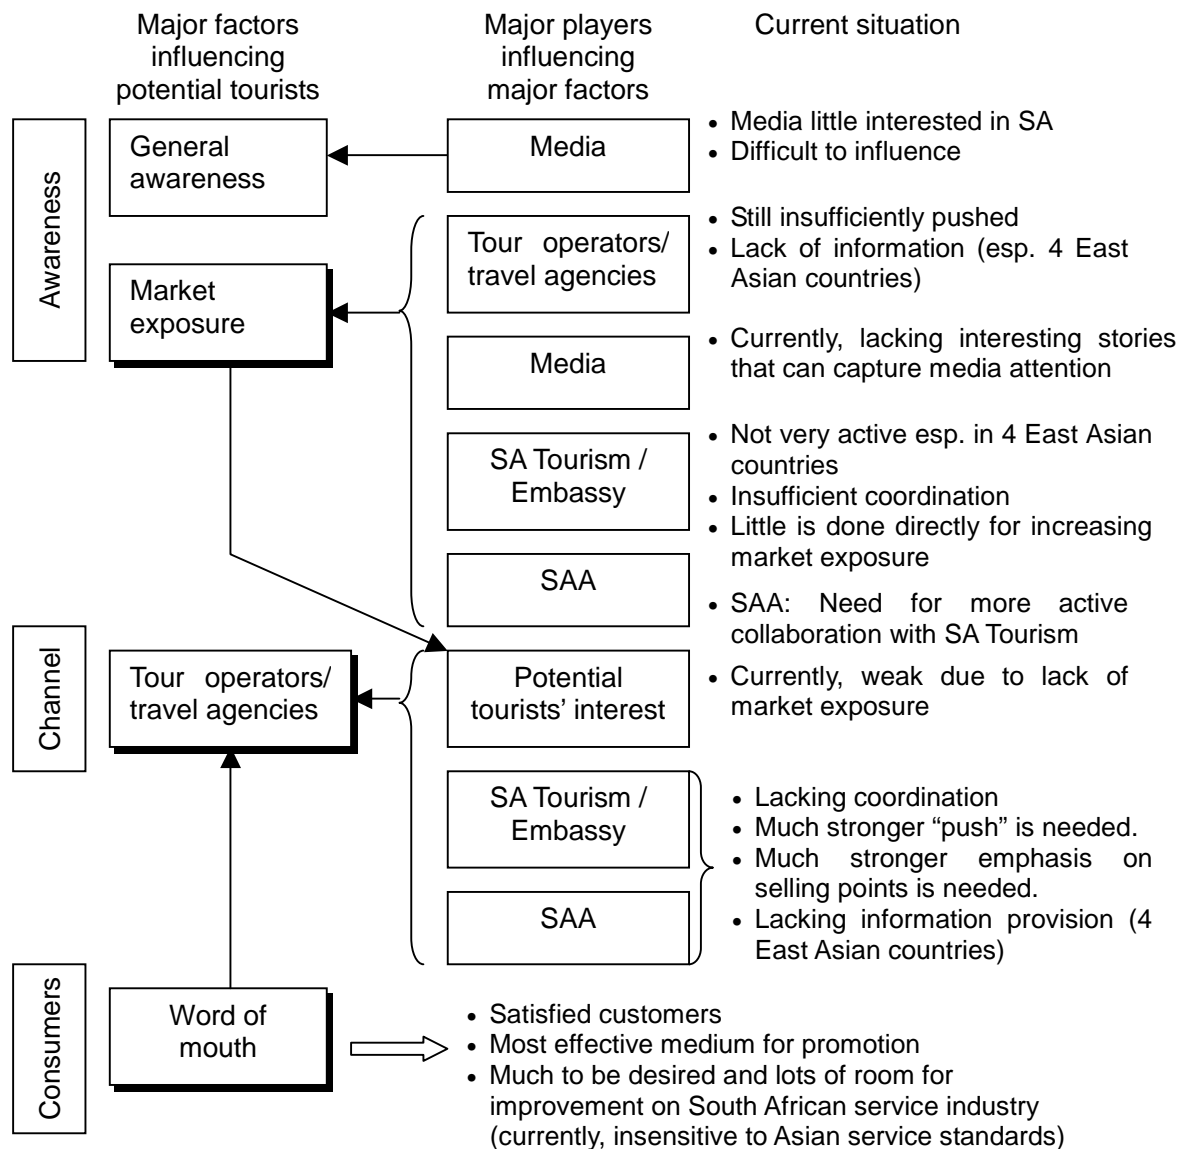 Major factors
influencing
potential tourists
Major players
influencing
major factors
Current situation
Awareness
General
awareness
Media
• Media little interested in SA
• Difficult to influence
Market
exposure
Tour operators/
travel agencies
• Still insufficiently pushed
• Lack of information (esp. 4 East
Asian countries)
Media
• Currently, lacking interesting stories
that can capture media attention
SA Tourism /
Embassy
• Not very active esp. in 4 East Asian
countries
• Insufficient coordination
• Little is done directly for increasing
market exposure
SAA
• SAA: Need for more active
collaboration with SA Tourism
Channel
Tour operators/
travel agencies
Potential
tourists’ interest
• Currently, weak due to lack of
market exposure
SA Tourism /
Embassy
SAA
• Lacking coordination
• Much stronger “push” is needed.
• Much stronger emphasis on
selling points is needed.
• Lacking information provision (4
East Asian countries)
Consumers
Word of
mouth
• Satisfied customers
• Most effective medium for promotion
• Much to be desired and lots of room for
improvement on South African service industry
(currently, insensitive to Asian service standards)